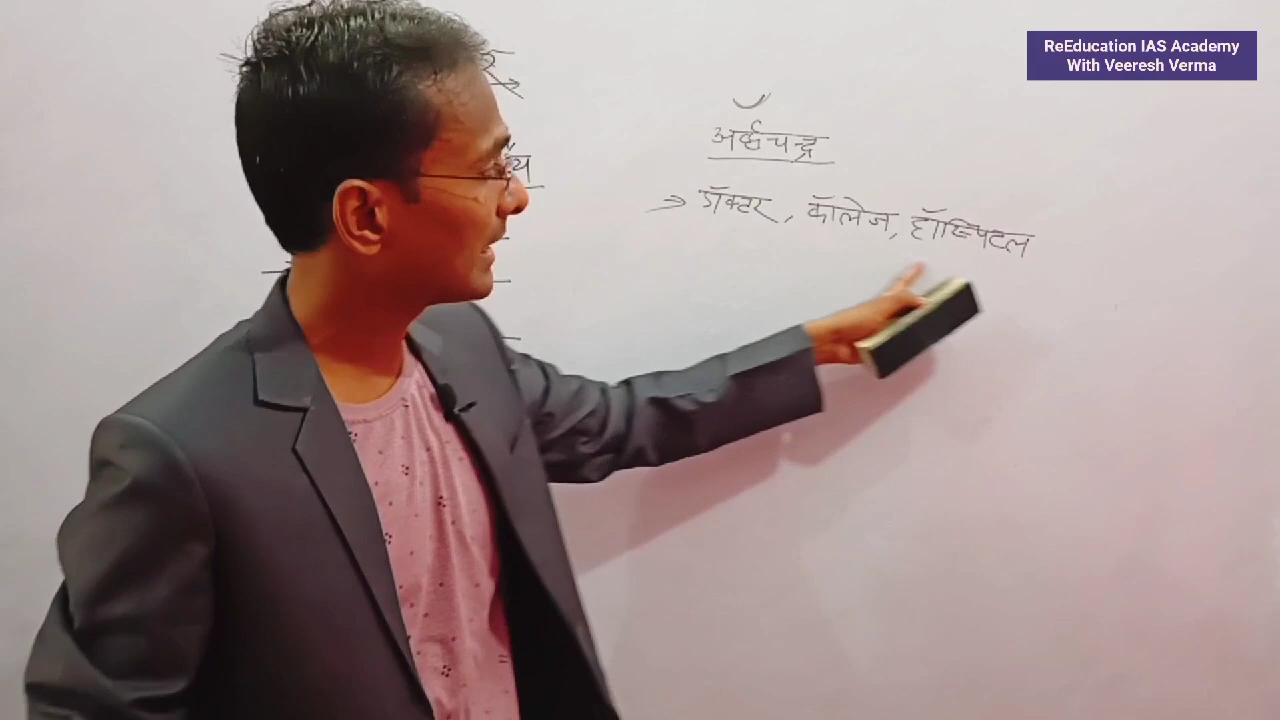 ReEducation IAS Academy
With Veeresh Verma
अर्द्धचन्द्र
→ डॉक्टर, कॉलेज, हॉस्पिटल